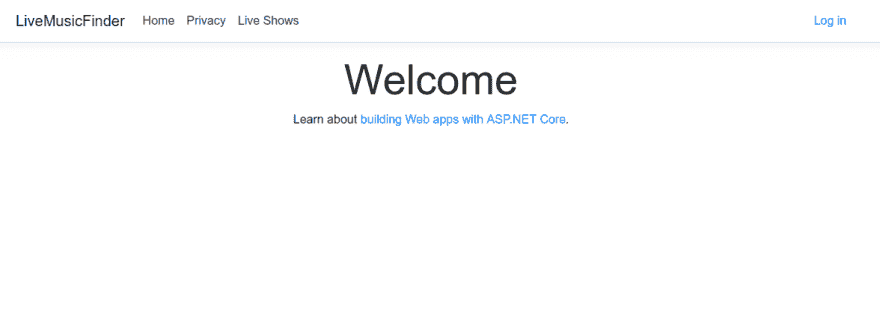 LiveMusicFinder Home Privacy Live Shows Log in
Welcome
Learn about building Web apps with ASP.NET Core.